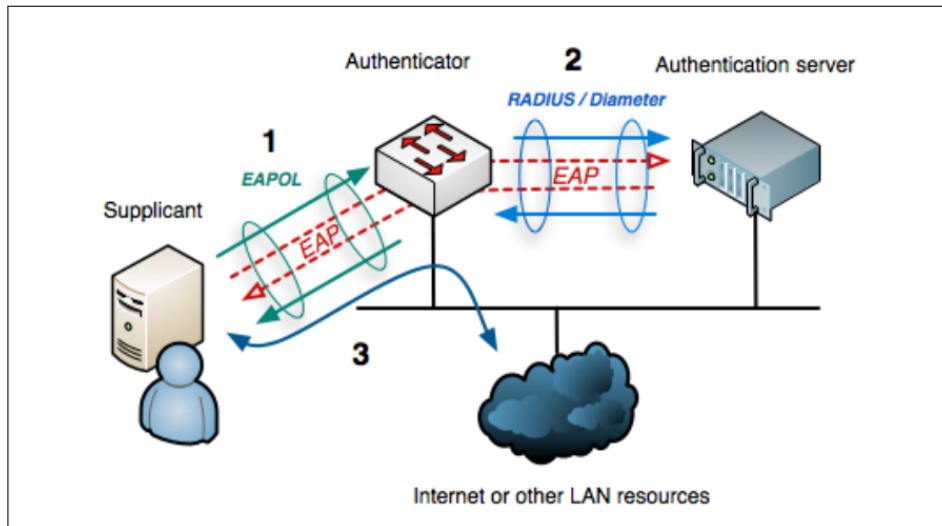 Authenticator
2
Authentication server
RADIUS / Diameter
1
EAPOL
EAP
EAP
Supplicant
3
Internet or other LAN resources